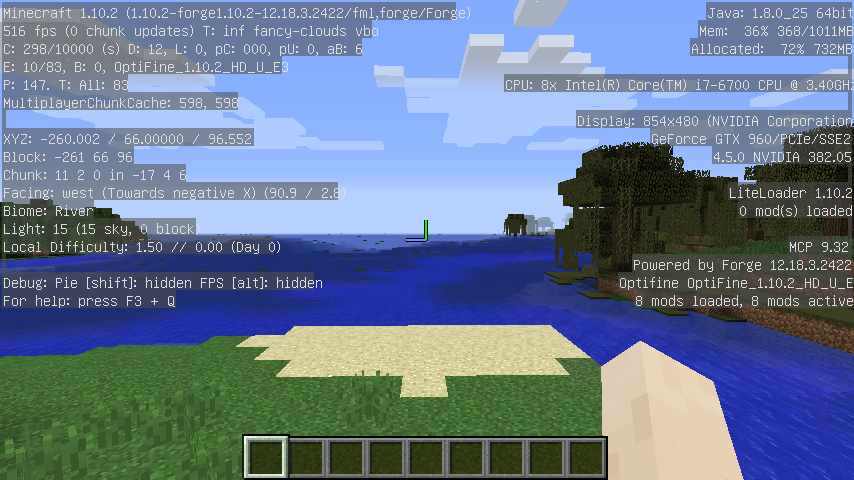 Minecraft 1.10.2 (1.10.2-forge1.10.2-12.18.3.2422/fml,forge/Forge)
516 fps (0 chunk updates) T: inf fancy-clouds vbo
C: 298/10000 (s) D: 12, L: 0, pC: 000, pU: 0, aB: 6
E: 10/83, B: 0, OptiFine_1.10.2_HD_U_E3
P: 147. T: All: 83
MultiplayerChunkCache: 598, 598
XYZ: -260.002 / 66.00000 / 96.552
Block: -261 66 96
Chunk: 11 2 0 in -17 4 6
Facing: west (Towards negative X) (90.9 / 2.8)
Biome: River
Light: 15 (15 sky, 0 block)
Local Difficulty: 1.50 // 0.00 (Day 0)
Debug: Pie [shift]: hidden FPS [alt]: hidden
For help: press F3 + Q
Java: 1.8.0_25 64bit
Mem: 36% 368/1011MB
Allocated: 72% 732MB
CPU: 8x Intel(R) Core(TM) i7-6700 CPU @ 3.40GHz
Display: 854x480 (NVIDIA Corporation
GeForce GTX 960/PCIe/SSE2
4.5.0 NVIDIA 382.05
LiteLoader 1.10.2
0 mod(s) loaded
MCP 9.32
Powered by Forge 12.18.3.2422
Optifine OptiFine_1.10.2_HD_U_E
8 mods loaded, 8 mods active